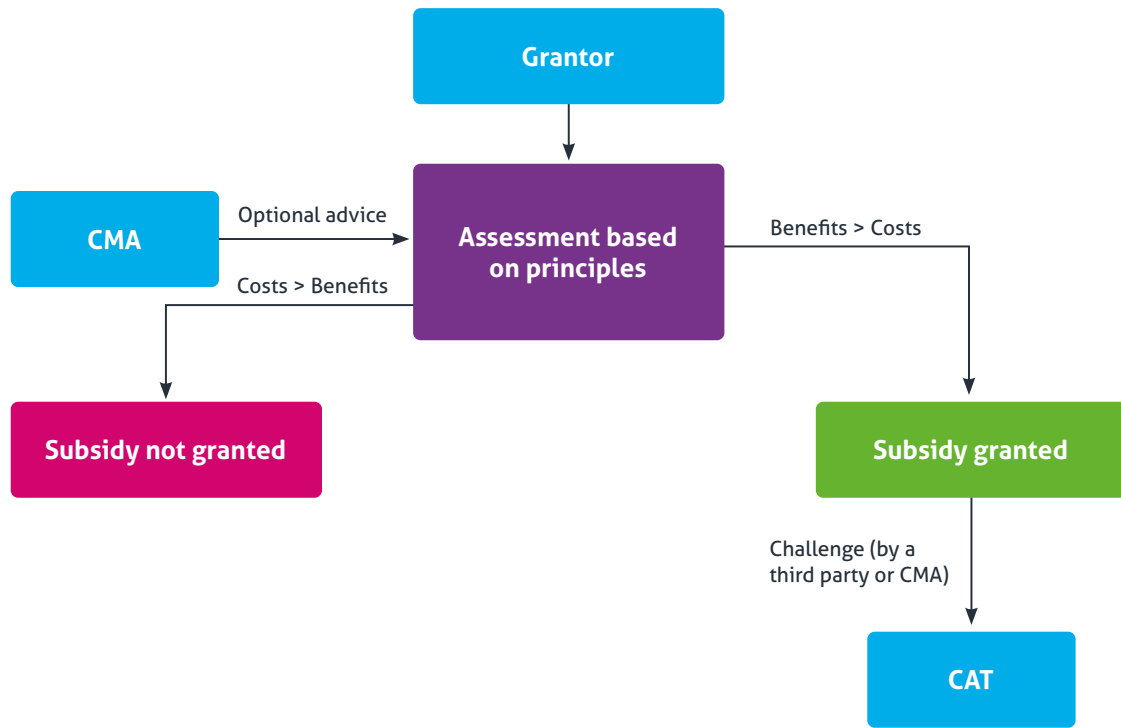 Grantor
CMA
Optional advice
Assessment based
on principles
Benefits > Costs
Costs > Benefits
Subsidy not granted
Subsidy granted
Challenge (by a
third party or CMA)
CAT